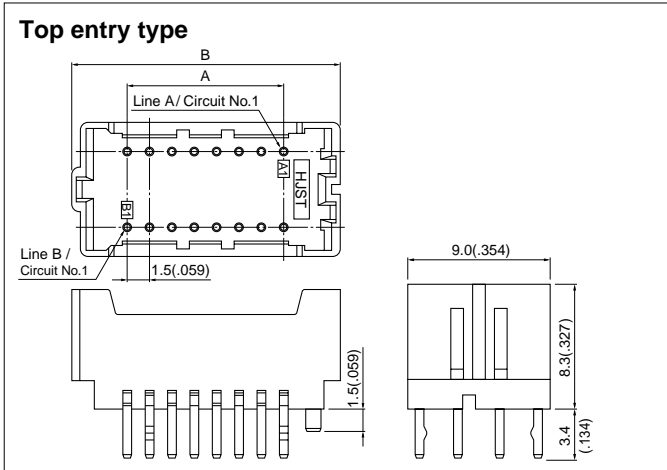 Top entry type
B
A
Line A / Circuit No.1
A1
HJST
B1
Line B /
Circuit No.1
1.5(.059)
9.0(.354)
8.3(.327)
1.5(.059)
3.4
(.134)